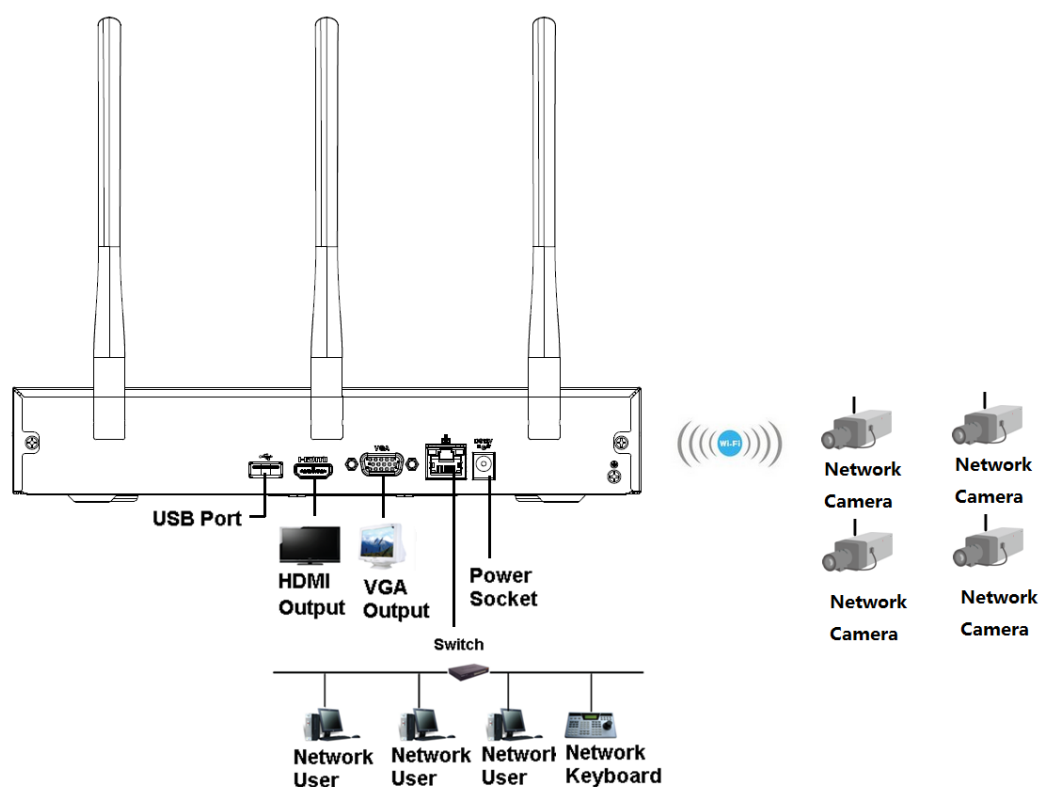 HDMI
VGA
DC12V
USB Port
HDMI
Output
VGA
Output
Power
Socket
Switch
Network
User
Network
User
Network
User
Network
Keyboard
Wi-Fi
Network
Camera
Network
Camera
Network
Camera
Network
Camera